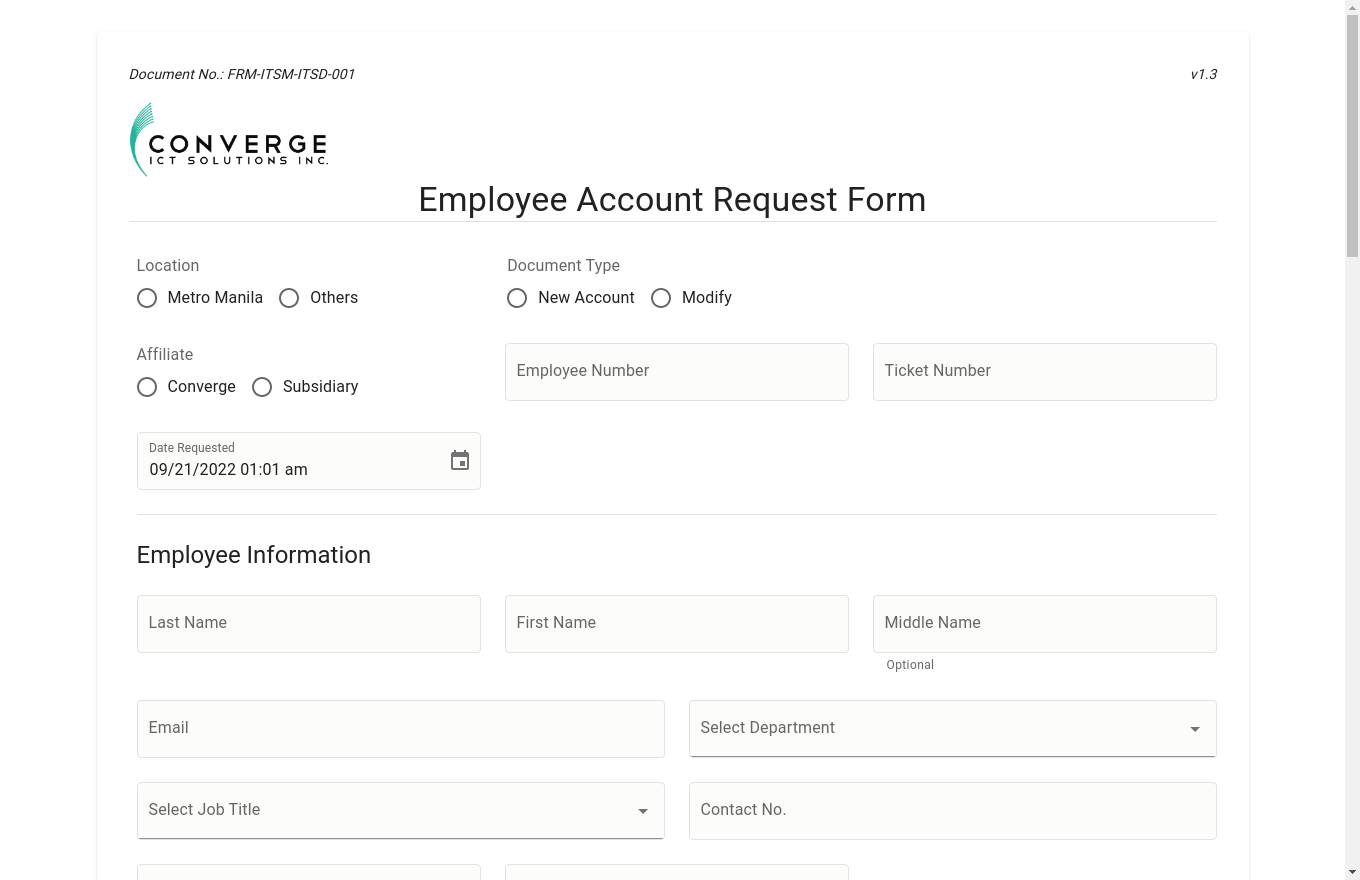 Document No.: FRM-ITSM-ITSD-001 v1.3
CONVERGE
ICT SOLUTIONS INC.
Employee Account Request Form
Location Document Type
Metro Manila Others New Account Modify
Affiliate
Converge Subsidiary Employee Number Ticket Number
Date Requested
09/21/2022 01:01 am
Employee Information
Last Name First Name Middle Name
Optional
Email Select Department
Select Job Title Contact No.